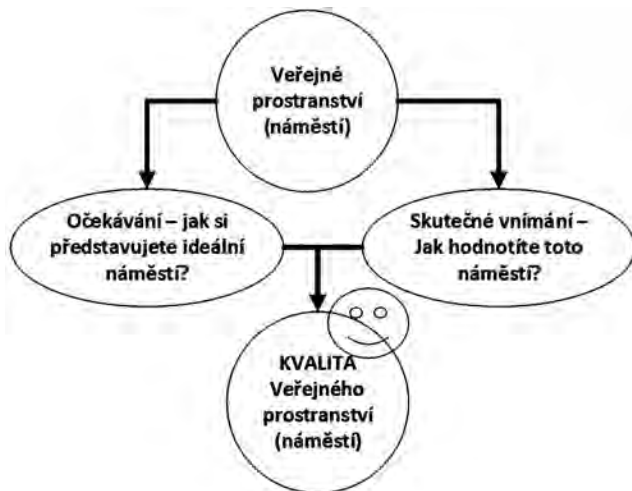 Veřejné
prostranství
(náměstí)
Očekávání – jak si
představujete ideální
náměstí?
Skutečné vnímání –
Jak hodnotíte toto
náměstí?
KVALITA
Veřejného
prostranství
(náměstí)